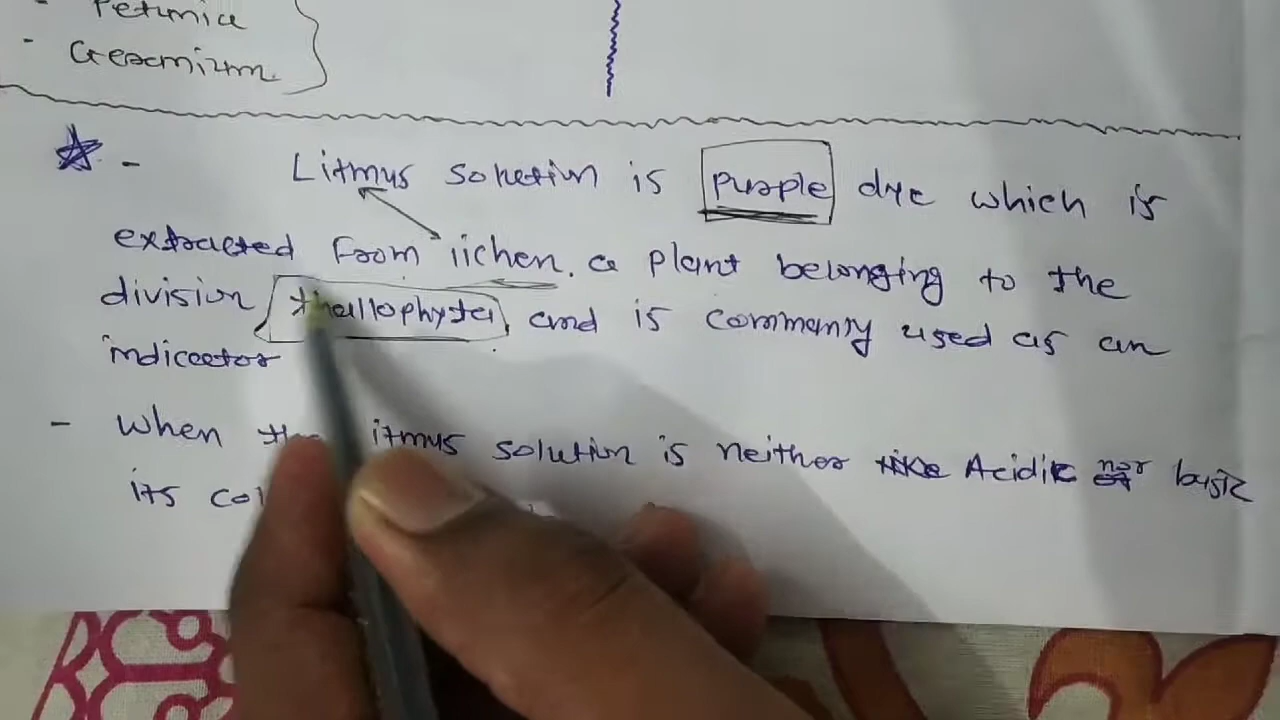 - Petunia
- Geranium
- Litmus solution is purple dye which is
extracted from lichen. a plant belonging to the
division thallophyta, and is commanly used as an
indicator
- When the litmus solution is neither Acidic nor basic
its col